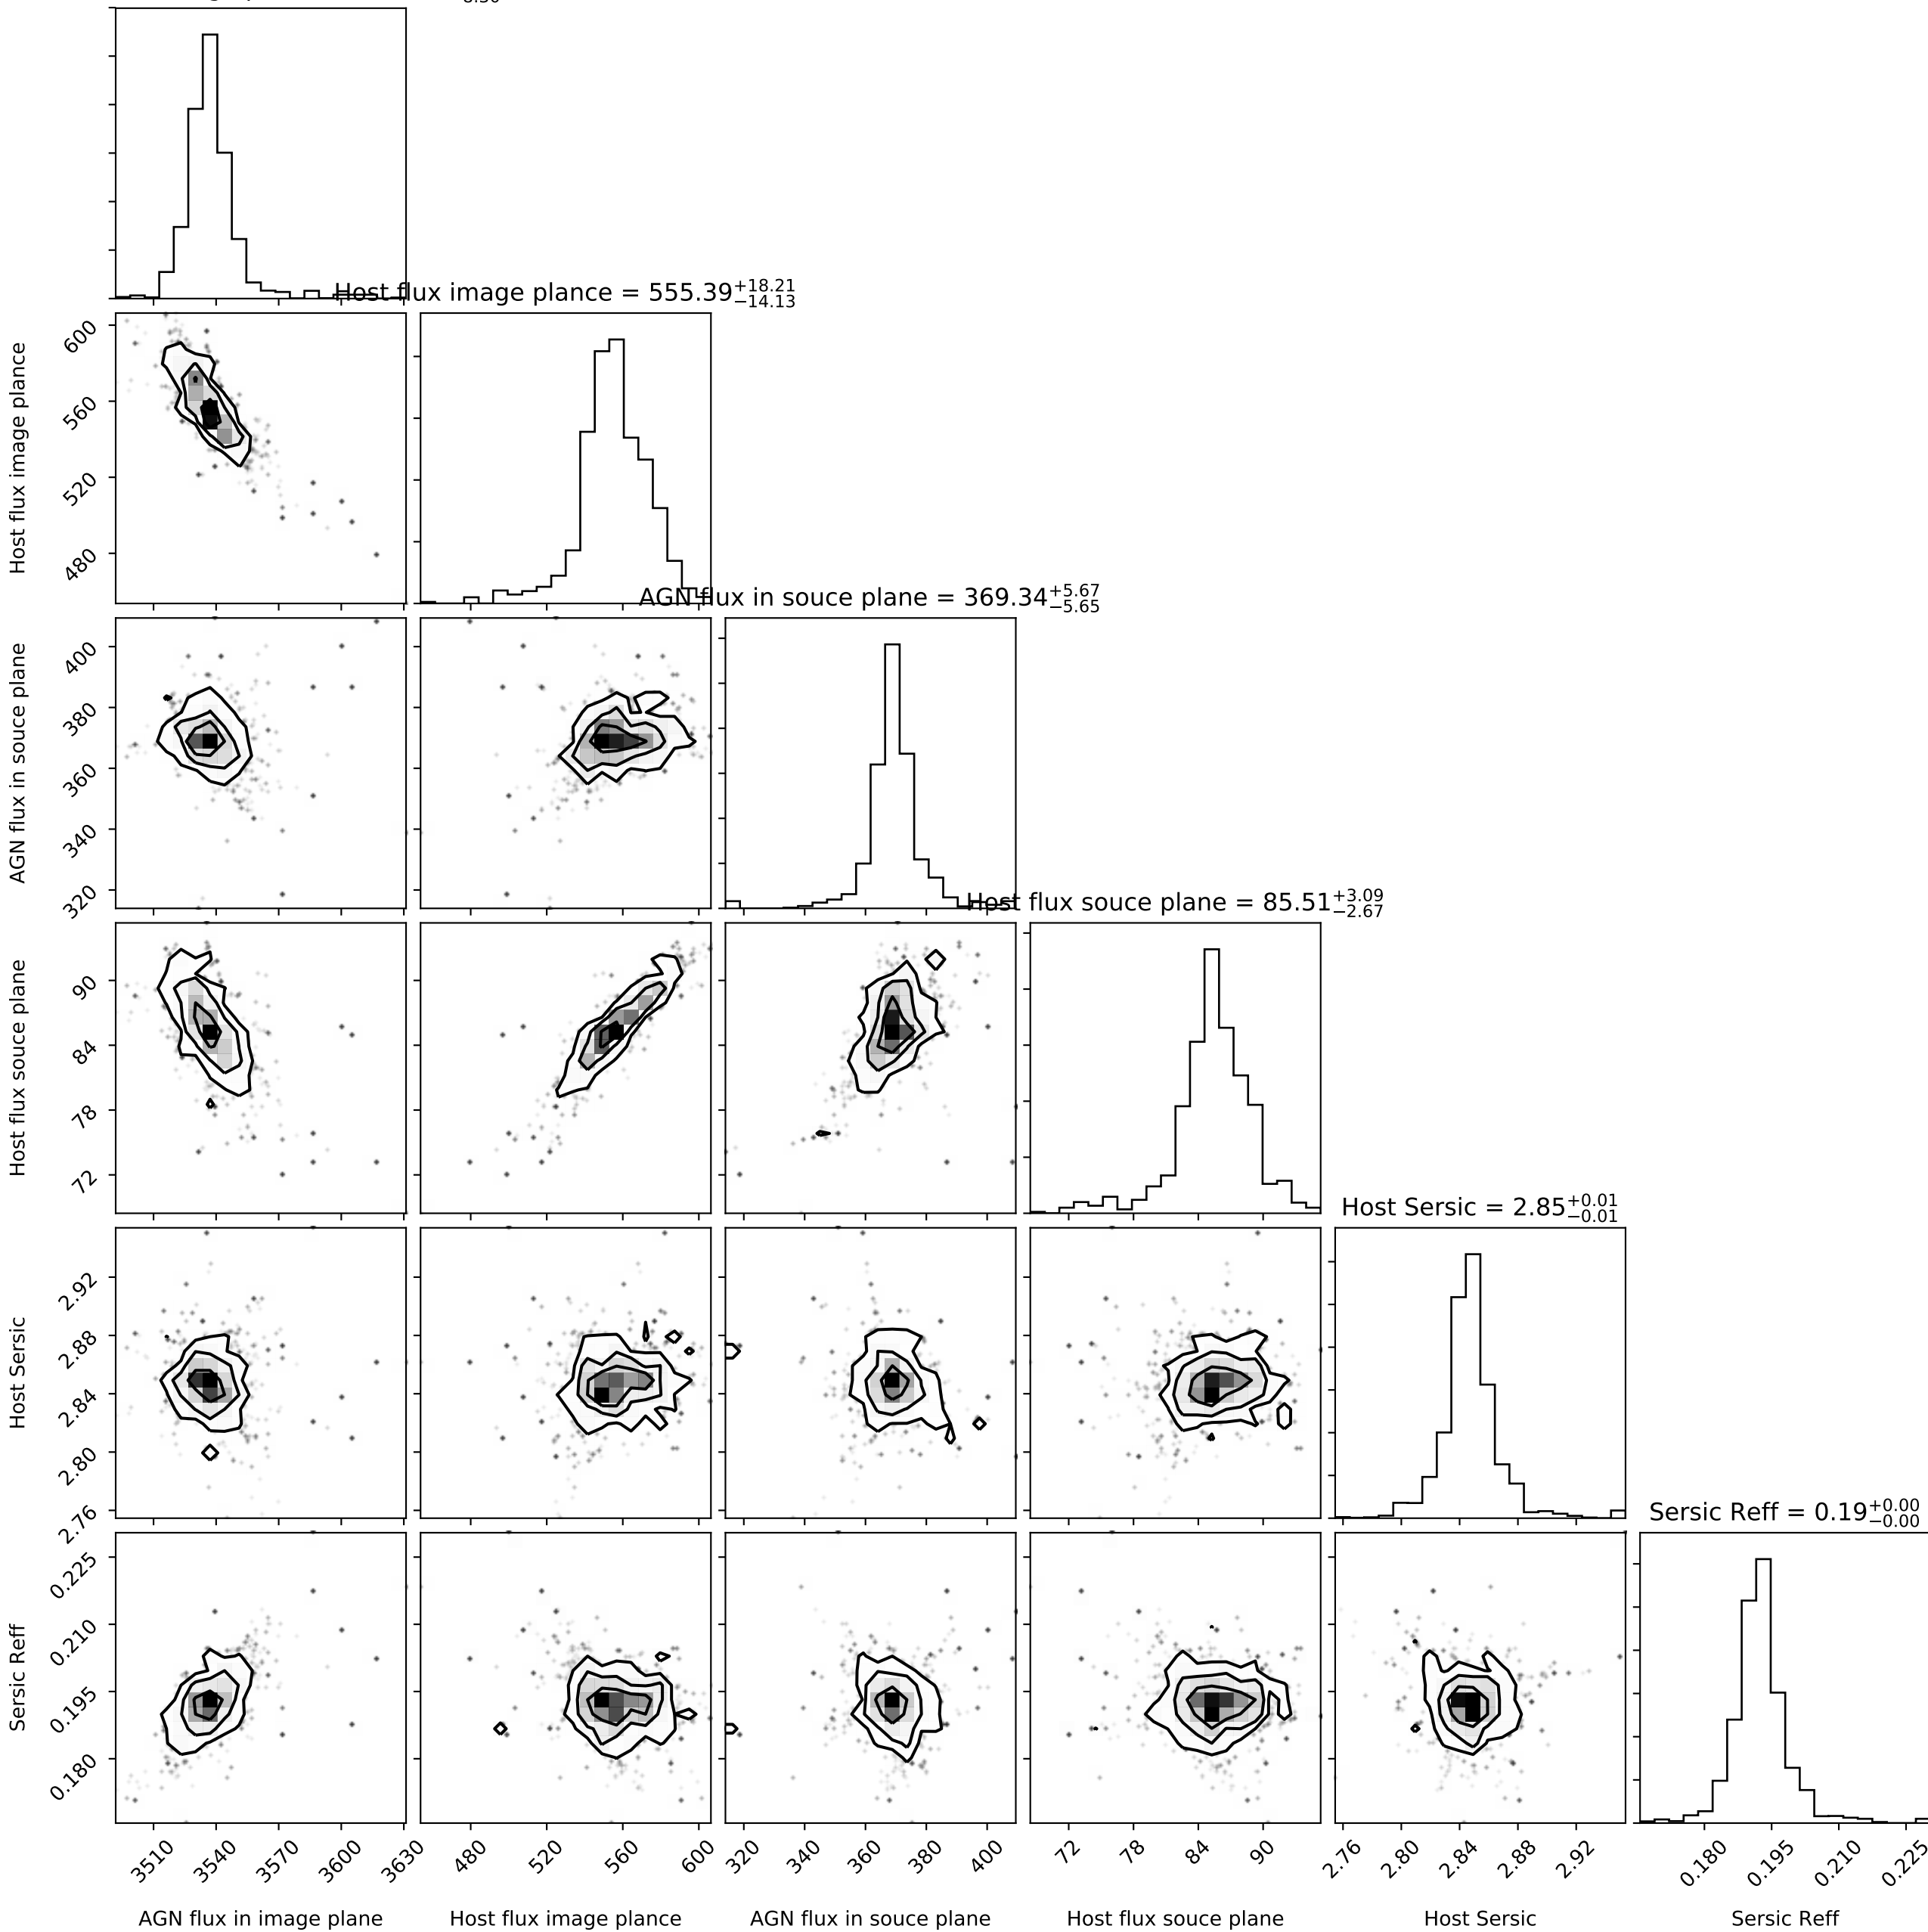 Host flux image plance = 555.39 +18.21 −14.13
600
560
520
480
Host flux image plance
AGN flux in souce plane = 369.34 +5.67 −5.65
400
380
360
340
320
AGN flux in souce plane
Host flux souce plane = 85.51 +3.09 −2.67
90
84
78
72
Host flux souce plane
Host Sersic = 2.85 +0.01 −0.01
2.92
2.88
2.84
2.80
2.76
Host Sersic
Sersic Reff = 0.19 +0.00 −0.00
0.225
0.210
0.195
0.180
Sersic Reff
3510 3540 3570 3600 3630 480 520 560 600 320 340 360 380 400 72 78 84 90 2.76 2.80 2.84 2.88 2.92 0.180 0.195 0.210 0.225
AGN flux in image plane Host flux image plance AGN flux in souce plane Host flux souce plane Host Sersic Sersic Reff